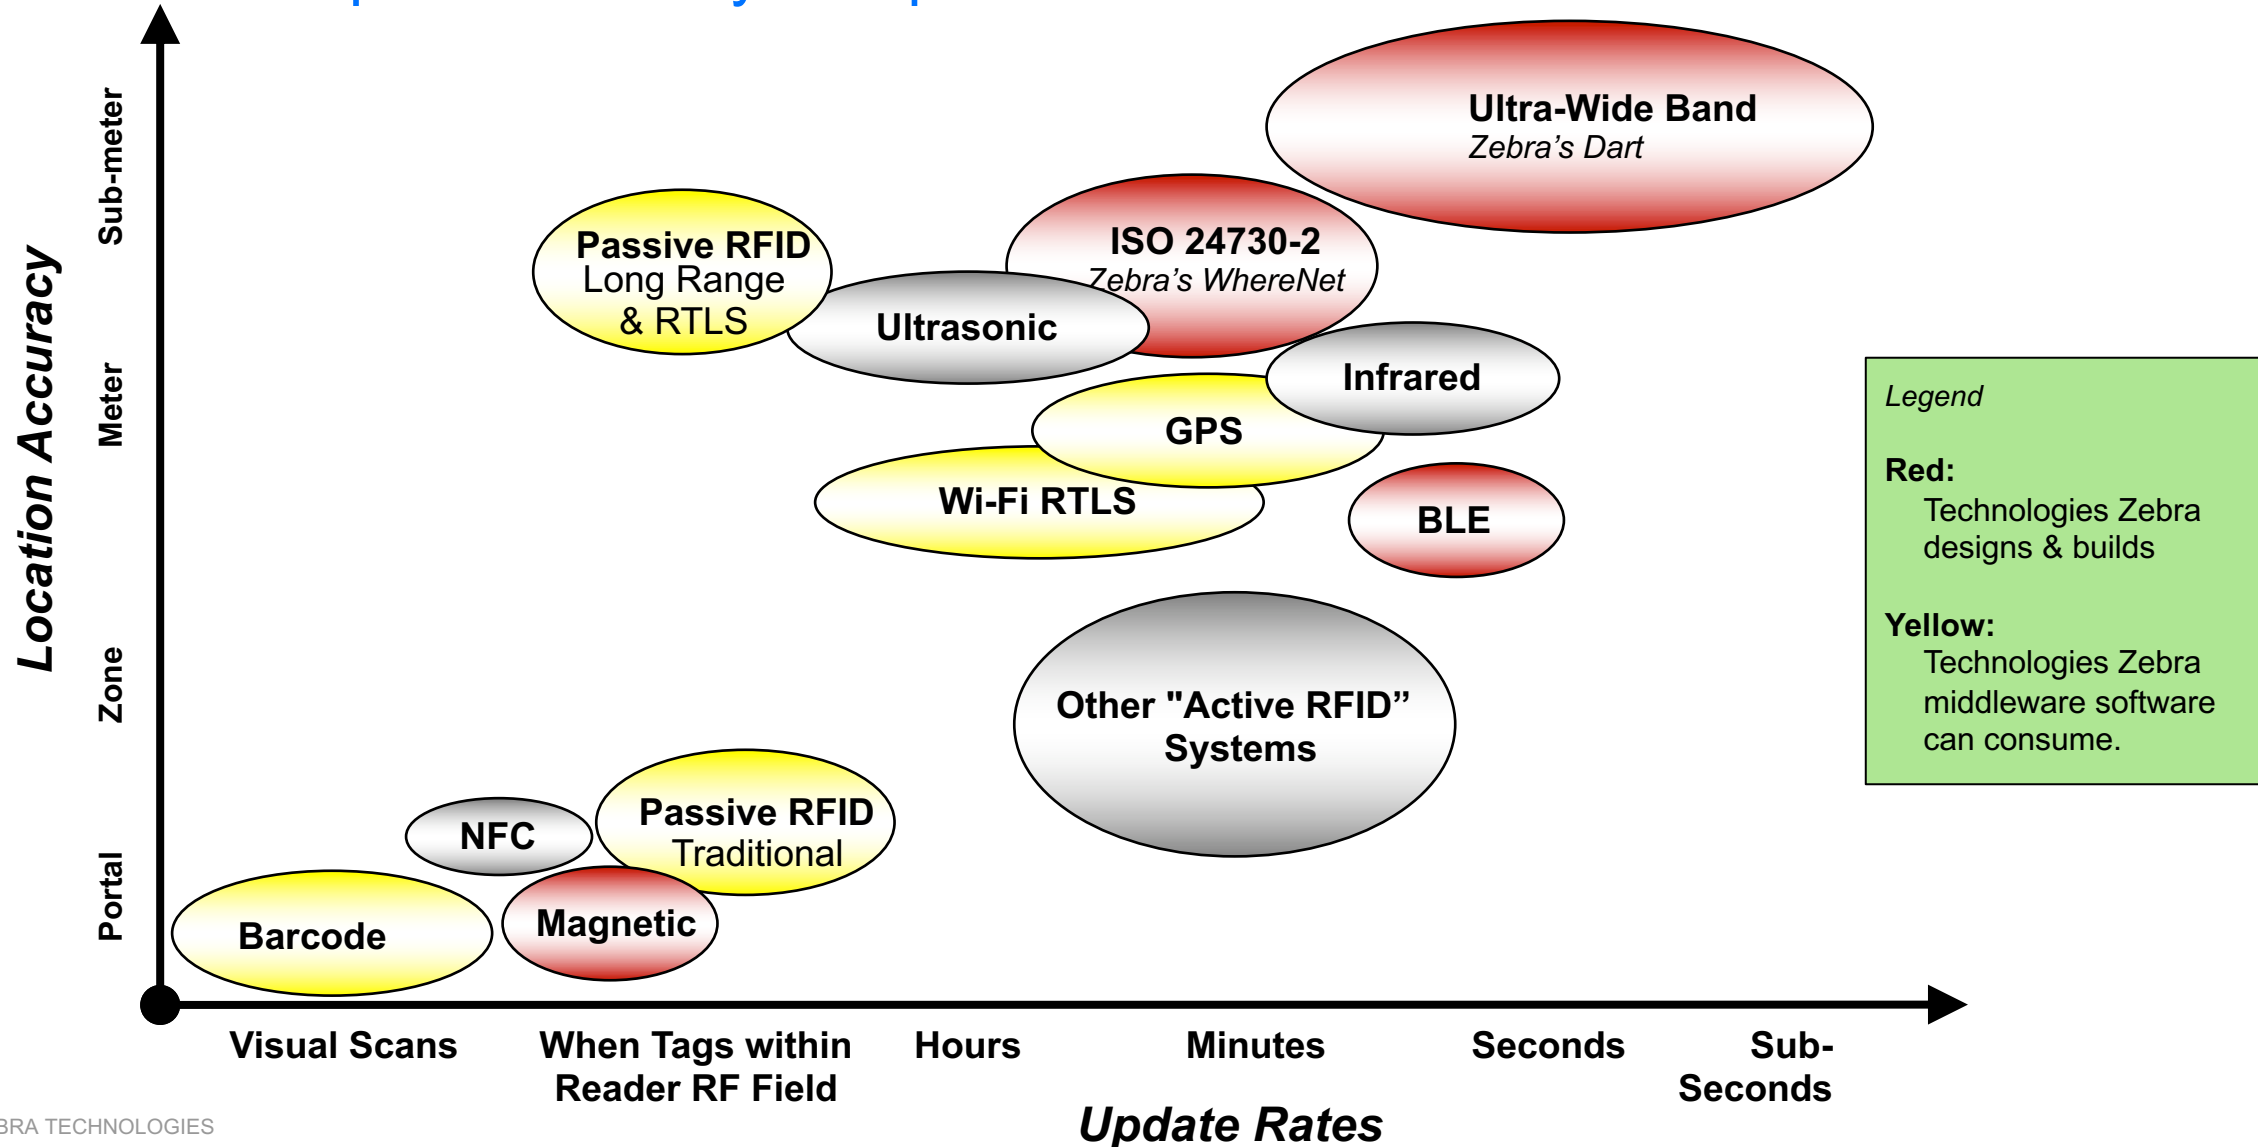 Location Accuracy
Sub-meter
Meter
Zone
Portal
Ultra-Wide Band
Zebra’s Dart
ISO 24730-2
Zebra’s WhereNet
Passive RFID
Long Range
& RTLS
Ultrasonic
Infrared
GPS
Wi-Fi RTLS
BLE
Other "Active RFID”
Systems
NFC
Passive RFID
Traditional
Magnetic
Barcode
Legend
Red:
Technologies Zebra
designs & builds
Yellow:
Technologies Zebra
middleware software
can consume.
Visual Scans
When Tags within
Reader RF Field
Hours
Minutes
Seconds
Sub-
Seconds
Update Rates
TECHNOLOGIES